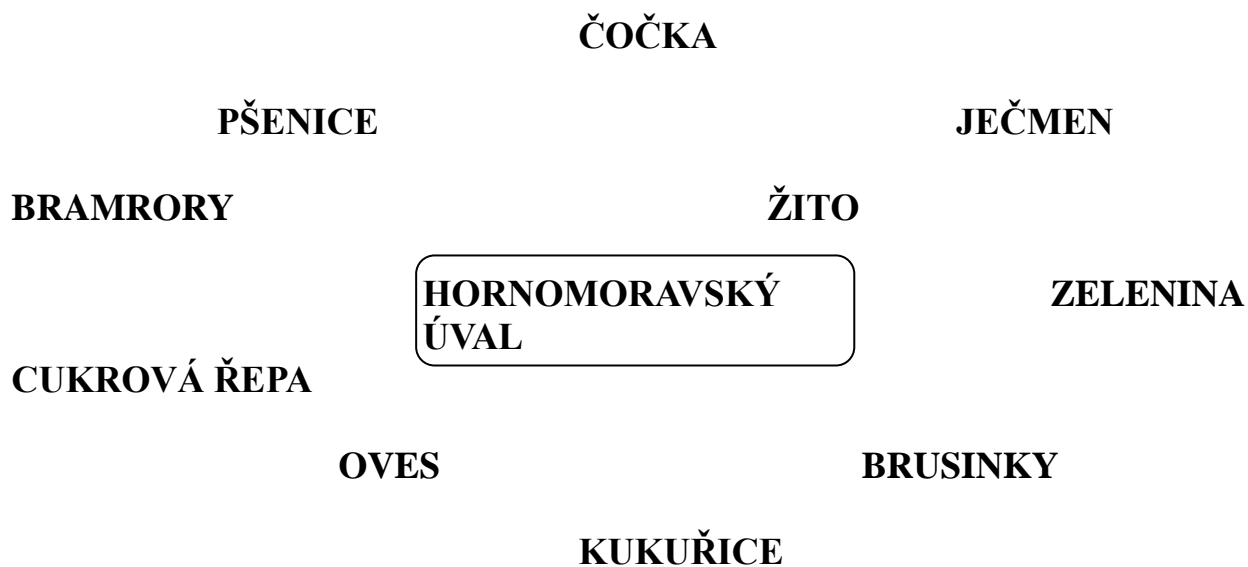 ČOČKA
PŠENICE JEČMEN
BRAMRORY ŽITO
HORNOMORAVSKÝ ZELENINA
ÚVAL
CUKROVÁ ŘEPA
OVES BRUSINKY
KUKUŘICE